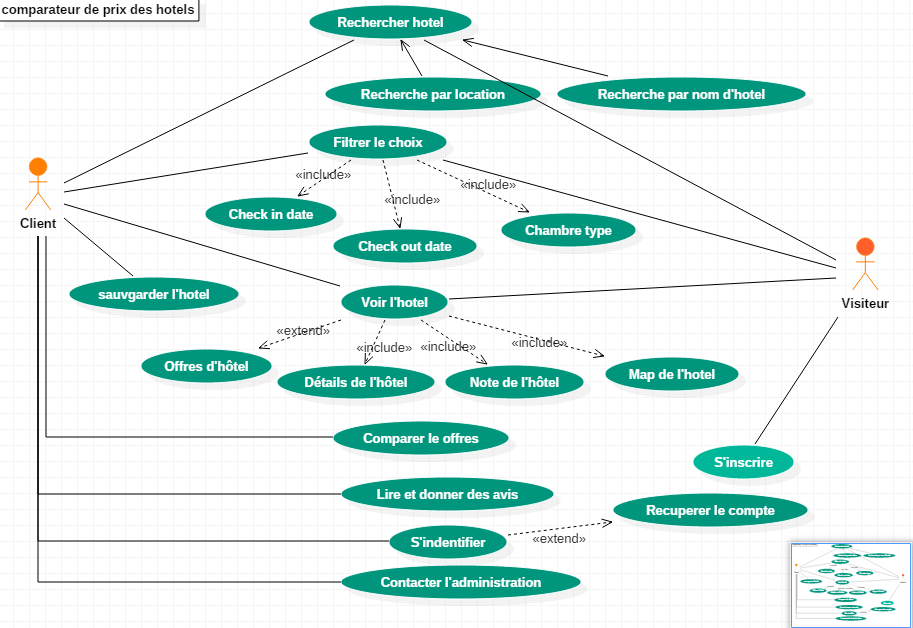 comparateur de prix des hotels
Rechercher hotel
Recherche par location
Recherche par nom d'hotel
Filtrer le choix
«include»
«include»
«include»
Check in date
Check out date
Chambre type
Client
Visiteur
sauvgarder l'hotel
Voir l'hotel
«extend»
«include»
«include»
«include»
Offres d'hôtel
Détails de l'hôtel
Note de l'hôtel
Map de l'hotel
Comparer le offres
S'inscrire
Lire et donner des avis
Recuperer le compte
S'indentifier
«extend»
Contacter l'administration